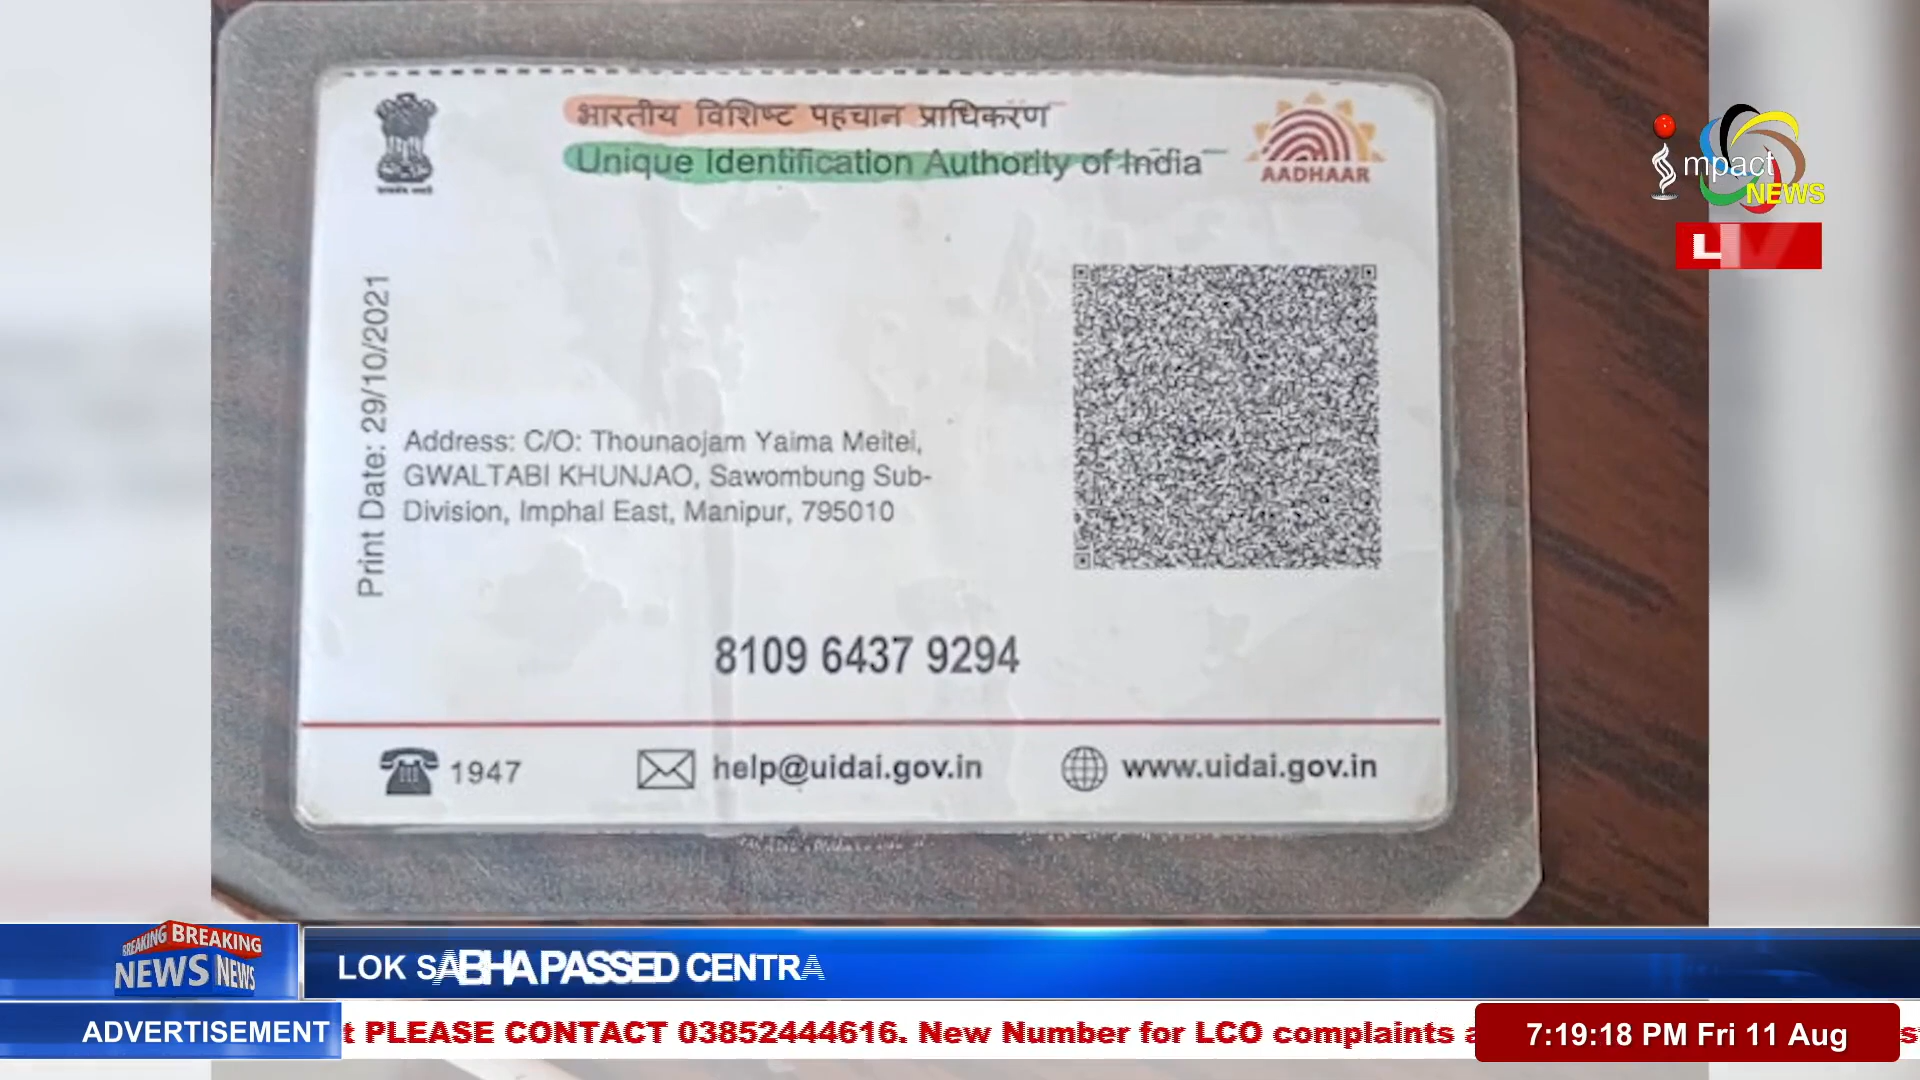 भारतीय विशिष्ट पहचान प्राधिकरण
Unique Identification Authority of India
AADHAAR
Print Date: 29/10/2021
Address: C/O: Thounaojam Yaima Meitei,
GWALTABI KHUNJAO, Sawombung Sub-
Division, Imphal East, Manipur, 795010
8109 6437 9294
1947
help@uidai.gov.in
www.uidai.gov.in
mpact
NEWS
BREAKING BREAKING
NEWS NEWS
LOK SABHA PASSED CENTRA
ADVERTISEMENT
t PLEASE CONTACT 03852444616. New Number for LCO complaints
7:19:18 PM Fri 11 Aug